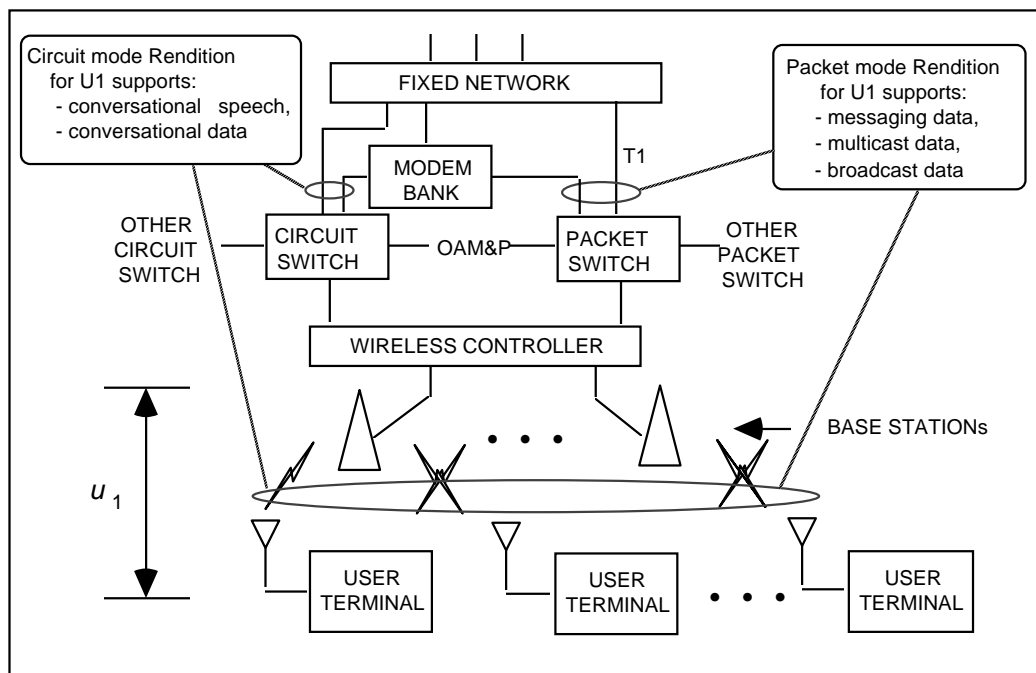 Circuit mode Rendition
for U1 supports:
- conversational speech,
- conversational data
FIXED NETWORK
Packet mode Rendition
for U1 supports:
- messaging data,
- multicast data,
- broadcast data
T1
MODEM
BANK
OTHER
CIRCUIT
SWITCH
CIRCUIT
SWITCH
OAM&P
PACKET
SWITCH
OTHER
PACKET
SWITCH
WIRELESS CONTROLLER
BASE STATIONs
u 1
USER
TERMINAL
USER
TERMINAL
USER
TERMINAL